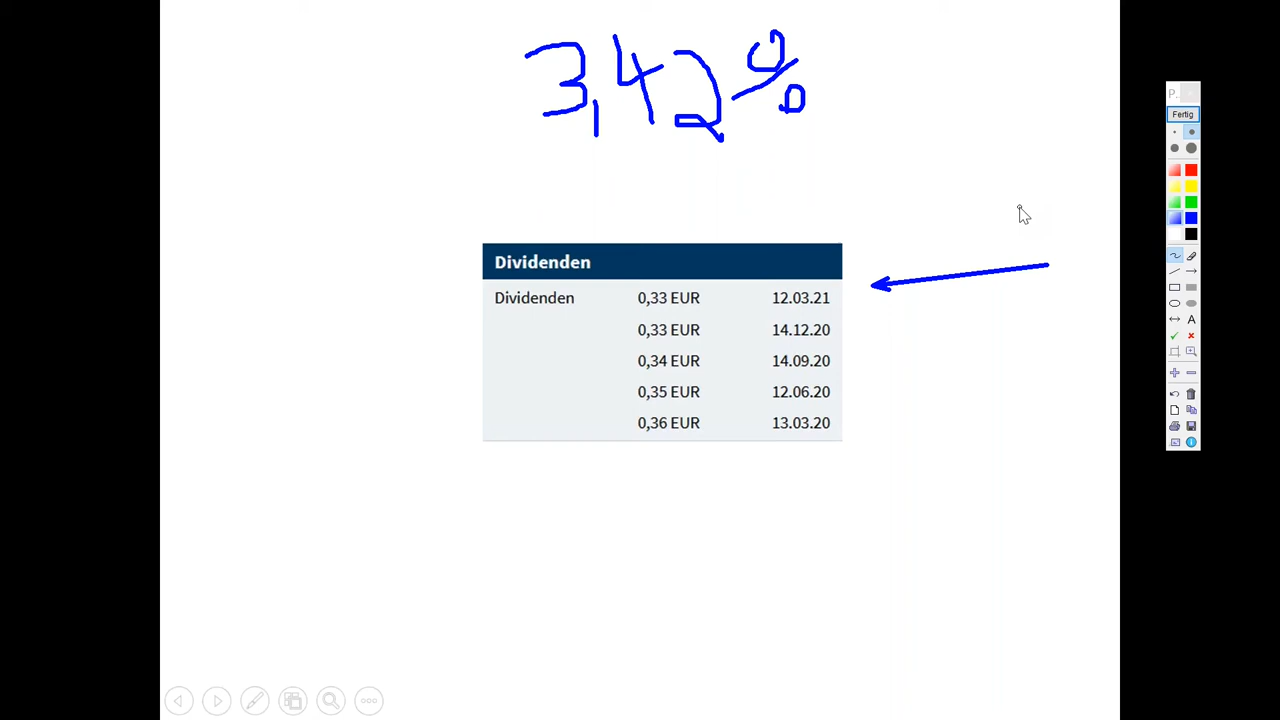 3,42%
P...
Fertig
Dividenden
Dividenden 0,33 EUR 12.03.21
0,33 EUR 14.12.20
0,34 EUR 14.09.20
0,35 EUR 12.06.20
0,36 EUR 13.03.20
A